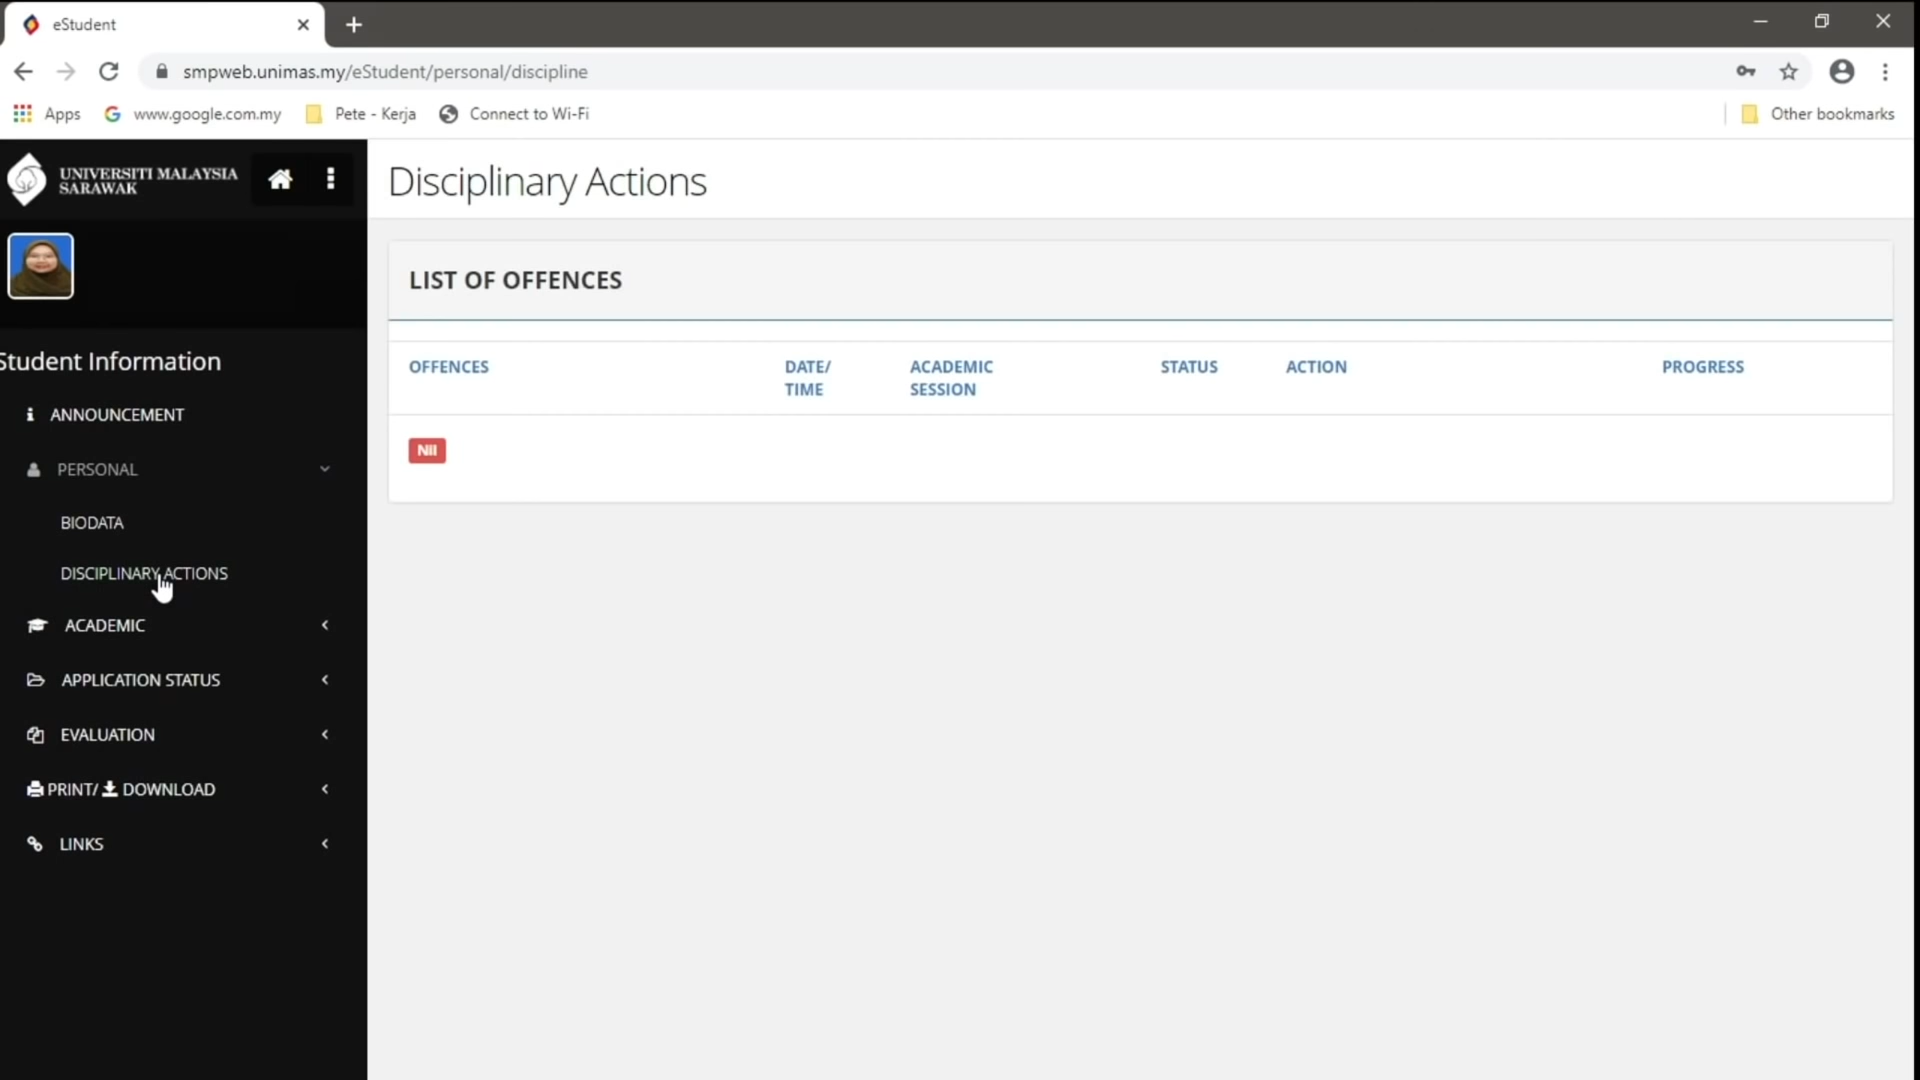 eStudent
smpweb.unimas.my/eStudent/personal/discipline
Apps
www.google.com.my
Pete - Kerja
Connect to Wi-Fi
Other bookmarks
UNIVERSITI MALAYSIA
SARAWAK
Disciplinary Actions
LIST OF OFFENCES
OFFENCES
DATE/
TIME
ACADEMIC
SESSION
STATUS
ACTION
PROGRESS
NIl
Student Information
ANNOUNCEMENT
PERSONAL
BIODATA
DISCIPLINARY ACTIONS
ACADEMIC
APPLICATION STATUS
EVALUATION
PRINT/ DOWNLOAD
LINKS